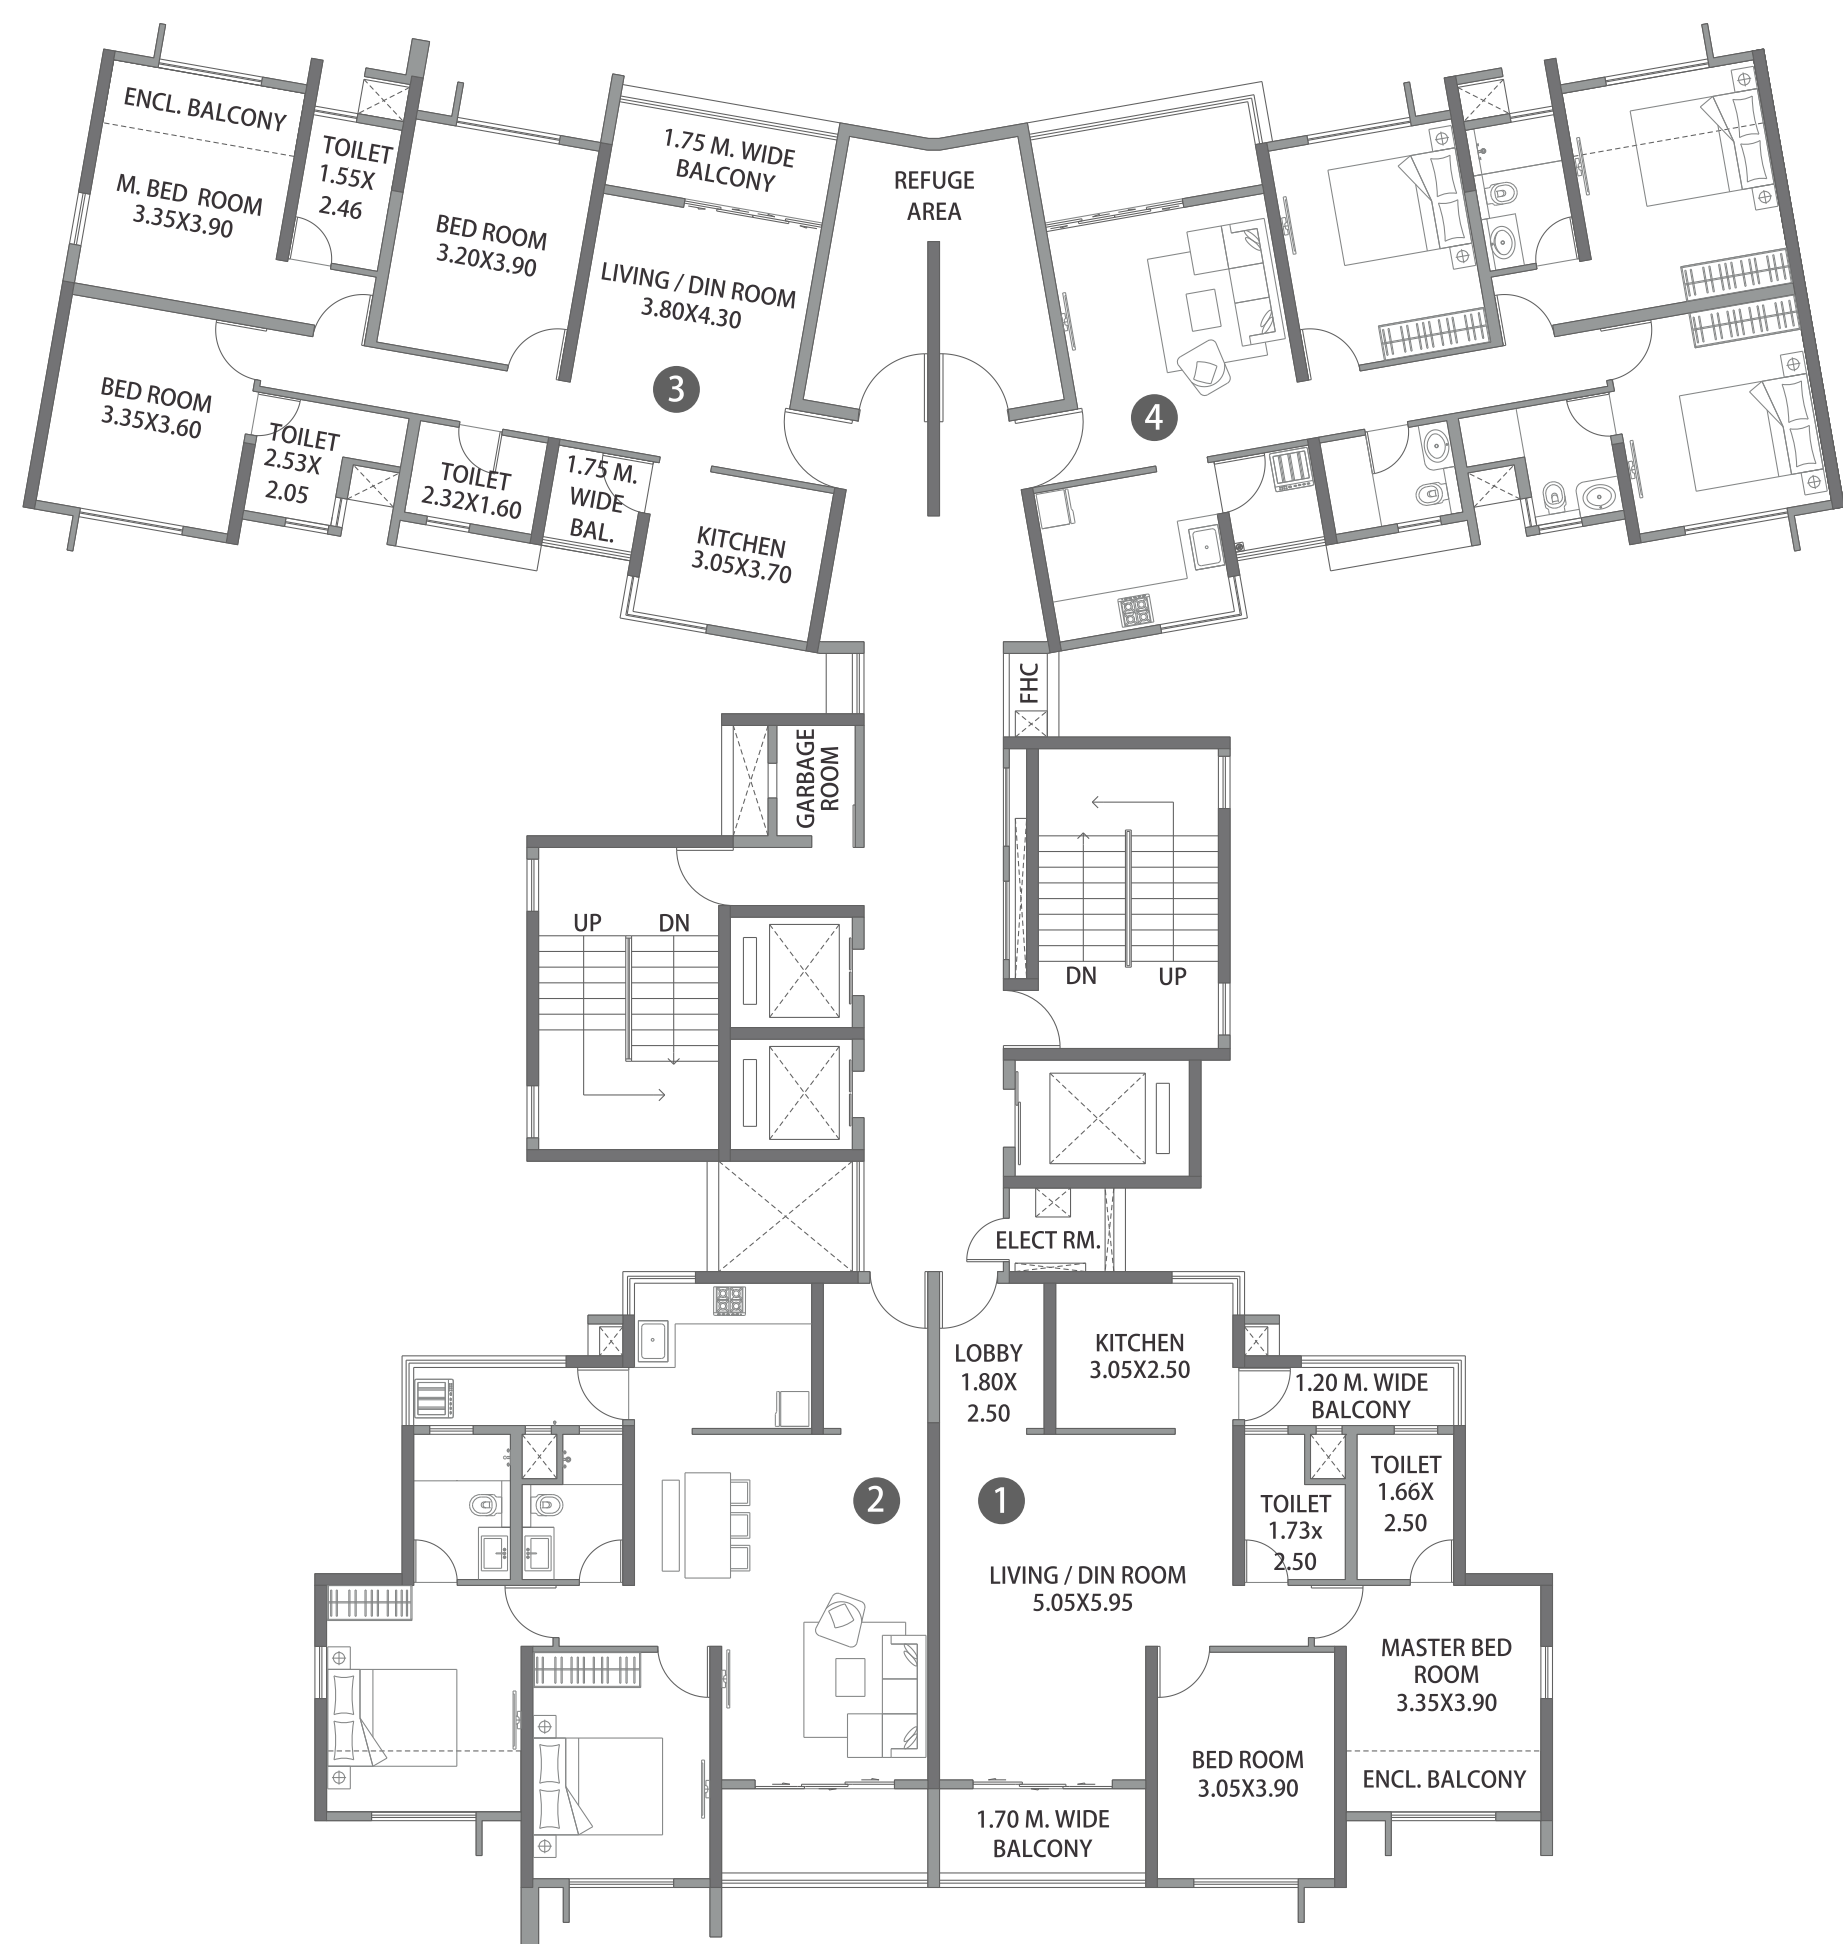 ENCL. BALCONY
M. BED ROOM
3.35X3.90
TOILET
1.55X
2.46
BED ROOM
3.20X3.90
1.75 M. WIDE
BALCONY
LIVING / DIN ROOM
3.80X4.30
3
REFUGE
AREA
4
BED ROOM
3.35X3.60
TOILET
2.53X
2.05
TOILET
2.32X1.60
1.75 M.
WIDE
BAL.
KITCHEN
3.05X3.70
FHC
GARBAGE
ROOM
UP
DN
DN
UP
ELECT RM.
LOBBY
1.80X
2.50
KITCHEN
3.05X2.50
1.20 M. WIDE
BALCONY
2
1
TOILET
1.73x
2.50
TOILET
1.66X
2.50
LIVING / DIN ROOM
5.05X5.95
MASTER BED
ROOM
3.35X3.90
BED ROOM
3.05X3.90
ENCL. BALCONY
1.70 M. WIDE
BALCONY